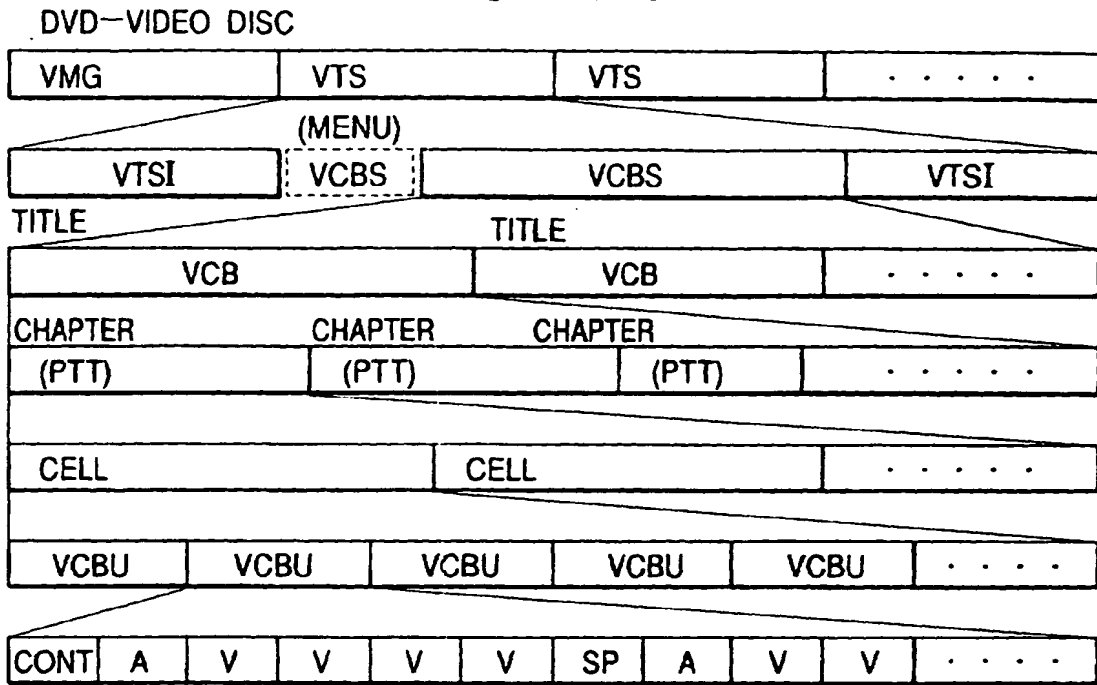 DVD-VIDEO DISC
VMG VTS VTS · · · · ·
(MENU)
VTSI VCBS VCBS VTSI
TITLE TITLE
VCB VCB · · · · ·
CHAPTER CHAPTER CHAPTER
(PTT) (PTT) (PTT) · · · · ·
CELL CELL · · · · ·
VCBU VCBU VCBU VCBU VCBU · · · ·
CONT A V V V V SP A V V · · · ·